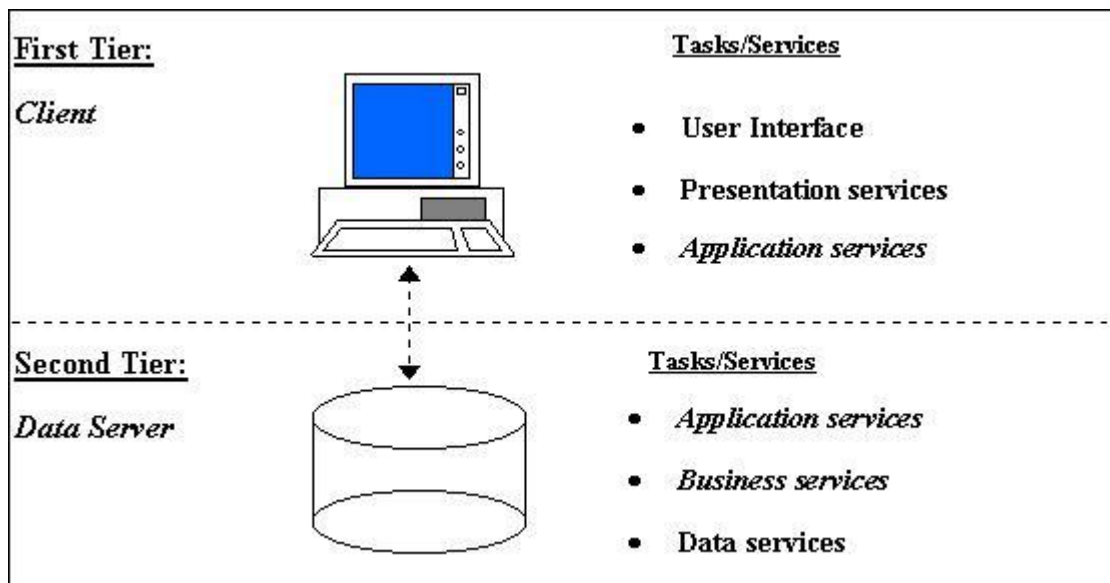 First Tier:
Client
Tasks/Services
• User Interface
• Presentation services
• Application services
Second Tier:
Data Server
Tasks/Services
• Application services
• Business services
• Data services